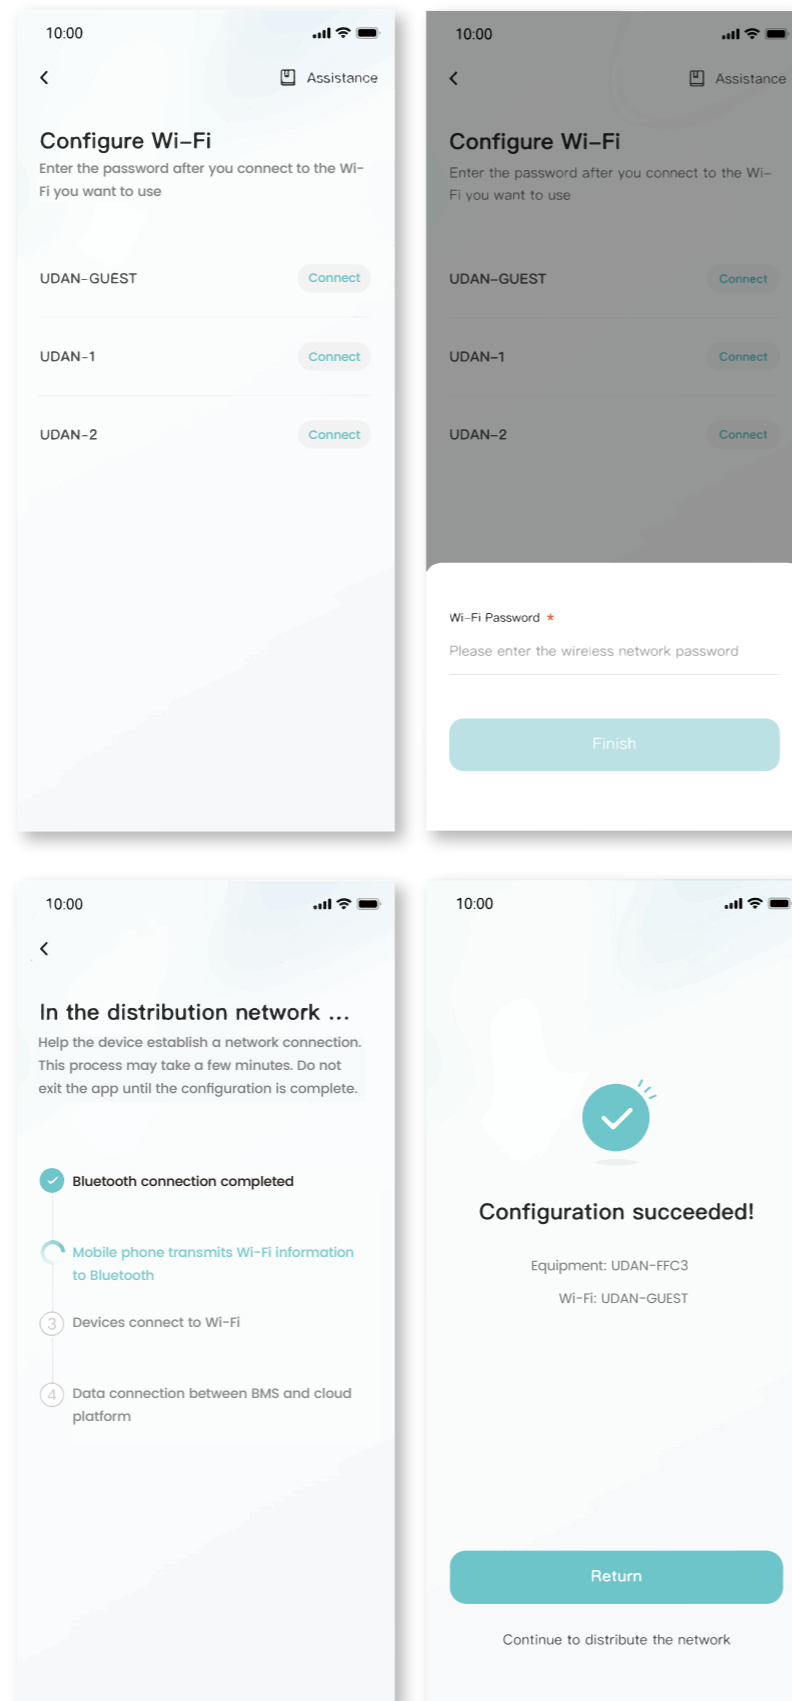 10:00
Assistance
Configure Wi-Fi
Enter the password after you connect to the Wi-
Fi you want to use
UDAN-GUEST
Connect
UDAN-1
Connect
UDAN-2
Connect
10:00
Assistance
Configure Wi-Fi
Enter the password after you connect to the Wi-
Fi you want to use
UDAN-GUEST
Connect
UDAN-1
Connect
UDAN-2
Connect
Wi-Fi Password *
Please enter the wireless network password
Finish
10:00
In the distribution network ...
Help the device establish a network connection.
This process may take a few minutes. Do not
exit the app until the configuration is complete.
Bluetooth connection completed
Mobile phone transmits Wi-Fi information
to Bluetooth
3 Devices connect to Wi-Fi
4 Data connection between BMS and cloud
platform
10:00
Configuration succeeded!
Equipment: UDAN-FFC3
Wi-Fi: UDAN-GUEST
Return
Continue to distribute the network